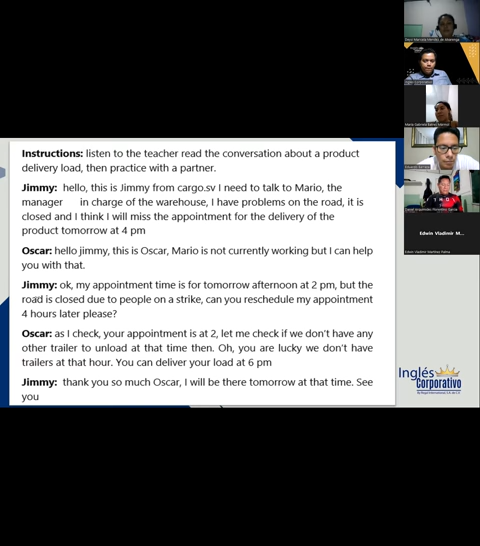 Instructions: listen to the teacher read the conversation about a product
delivery load, then practice with a partner.
Jimmy: hello, this is Jimmy from cargo.sv I need to talk to Mario, the
manager in charge of the warehouse, I have problems on the road, it is
closed and I think I will miss the appointment for the delivery of the
product tomorrow at 4 pm
Oscar: hello jimmy, this is Oscar, Mario is not currently working but I can help
you with that.
Jimmy: ok, my appointment time is for tomorrow afternoon at 2 pm, but the
road is closed due to people on a strike, can you reschedule my appointment
4 hours later please?
Oscar: as I check, your appointment is at 2, let me check if we don't have any
other trailer to unload at that time then. Oh, you are lucky we don't have
trailers at that hour. You can deliver your load at 6 pm
Jimmy: thank you so much Oscar, I will be there tomorrow at that time. See
you
Edwin Vladimir M...
Inglés
Corporativo